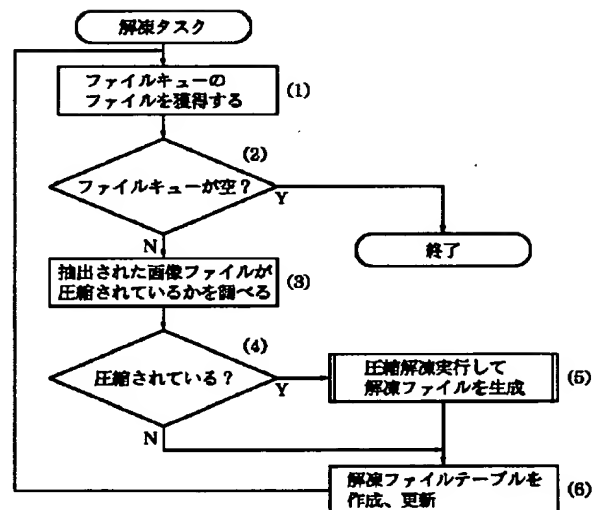 解凍タスク
ファイルキューの
ファイルを獲得する
(1)
(2)
ファイルキューが空？
Y
N
終了
抽出された画像ファイルが
圧縮されているかを調べる
(3)
(4)
圧縮されている？
Y
N
圧縮解凍実行して
解凍ファイルを生成
(5)
解凍ファイルテーブルを
作成、更新
(6)